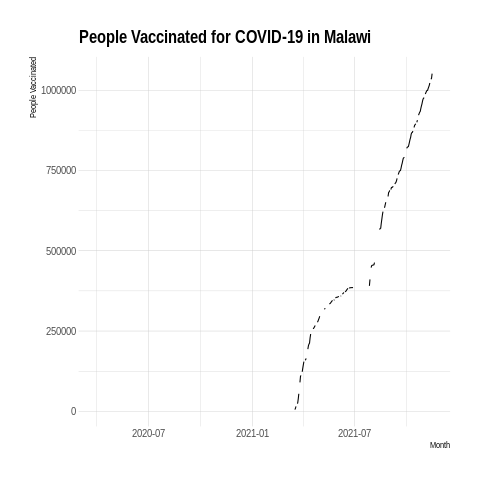 People Vaccinated for COVID-19 in Malawi
People Vaccinated
1000000
750000
500000
250000
0
2020-07 2021-01 2021-07
Month